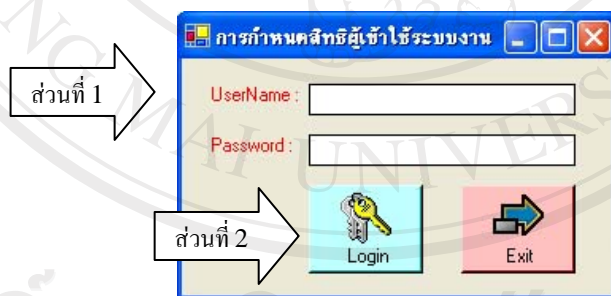 การกำหนดสิทธิผู้เข้าใช้ระบบงาน
ส่วนที่ 1
UserName :
Password :
ส่วนที่ 2
Login
Exit
MAI UNIVERS